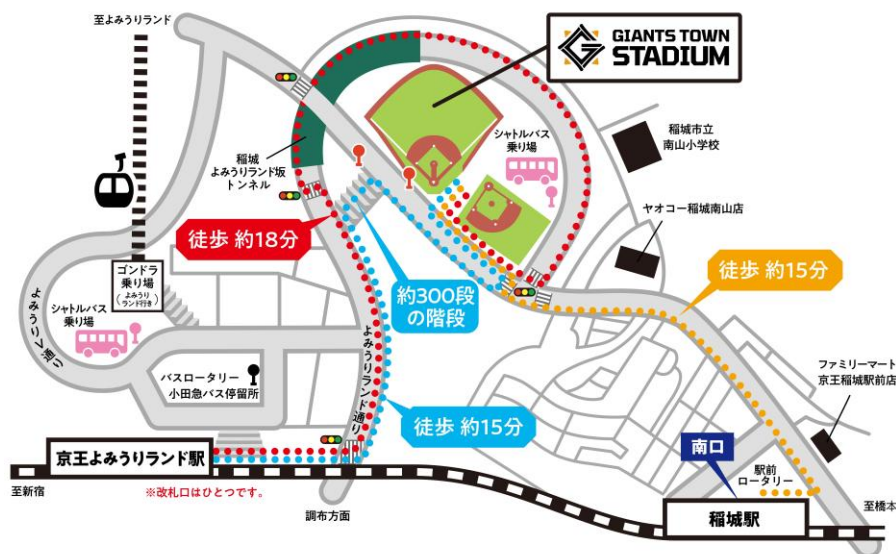 至よみうりランド
GIANTS TOWN
STADIUM
シャトルバス
乗り場
稲城市立
南山小学校
稲城
よみうりランド坂
トンネル
ヤオコー稲城南山店
徒歩 約18分
徒歩 約15分
ゴンドラ
乗り場
(よみうり
ランド行き)
約300段
の階段
シャトルバス
乗り場
よみうりV通り
よみうりランド通り
ファミリーマート
京王稲城駅前店
バスロータリー
小田急バス停留所
徒歩 約15分
南口
京王よみうりランド駅
駅前
ロータリー
至新宿
※改札口はひとつです。
調布方面
稲城駅
至橋本